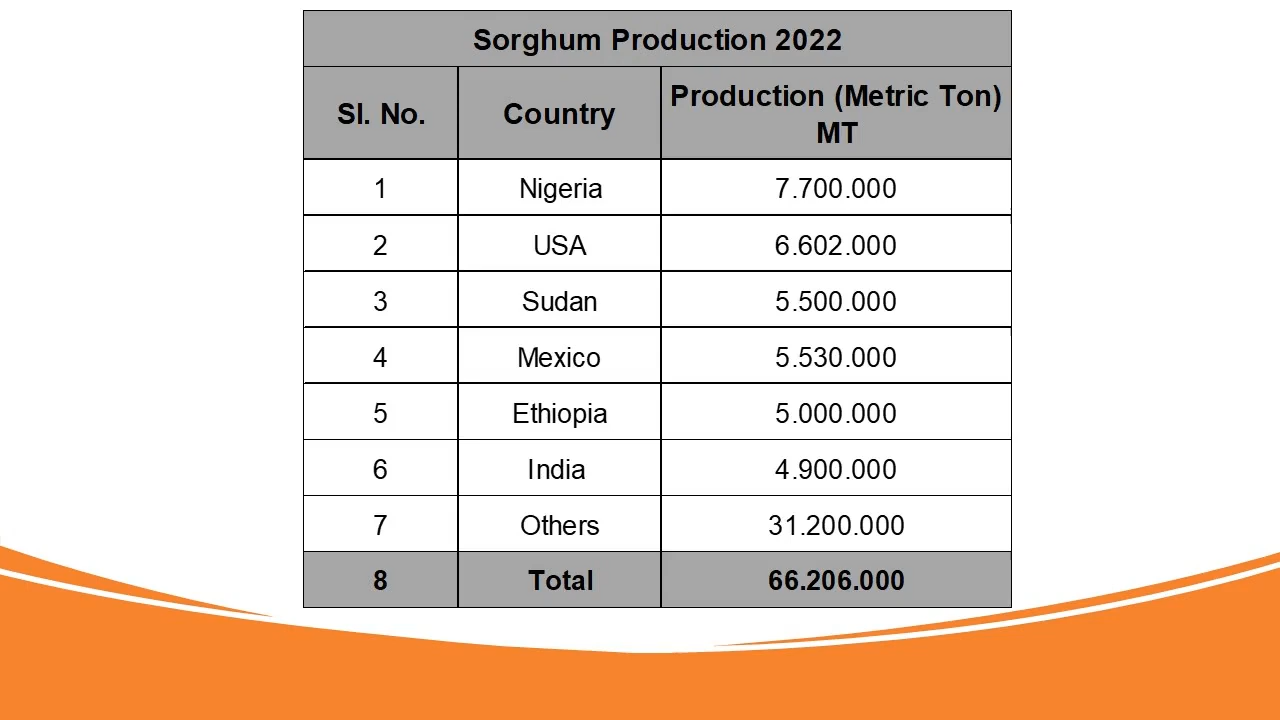 Sorghum Production 2022
Sl. No. Country Production (Metric Ton)
MT
1 Nigeria 7.700.000
2 USA 6.602.000
3 Sudan 5.500.000
4 Mexico 5.530.000
5 Ethiopia 5.000.000
6 India 4.900.000
7 Others 31.200.000
8 Total 66.206.000